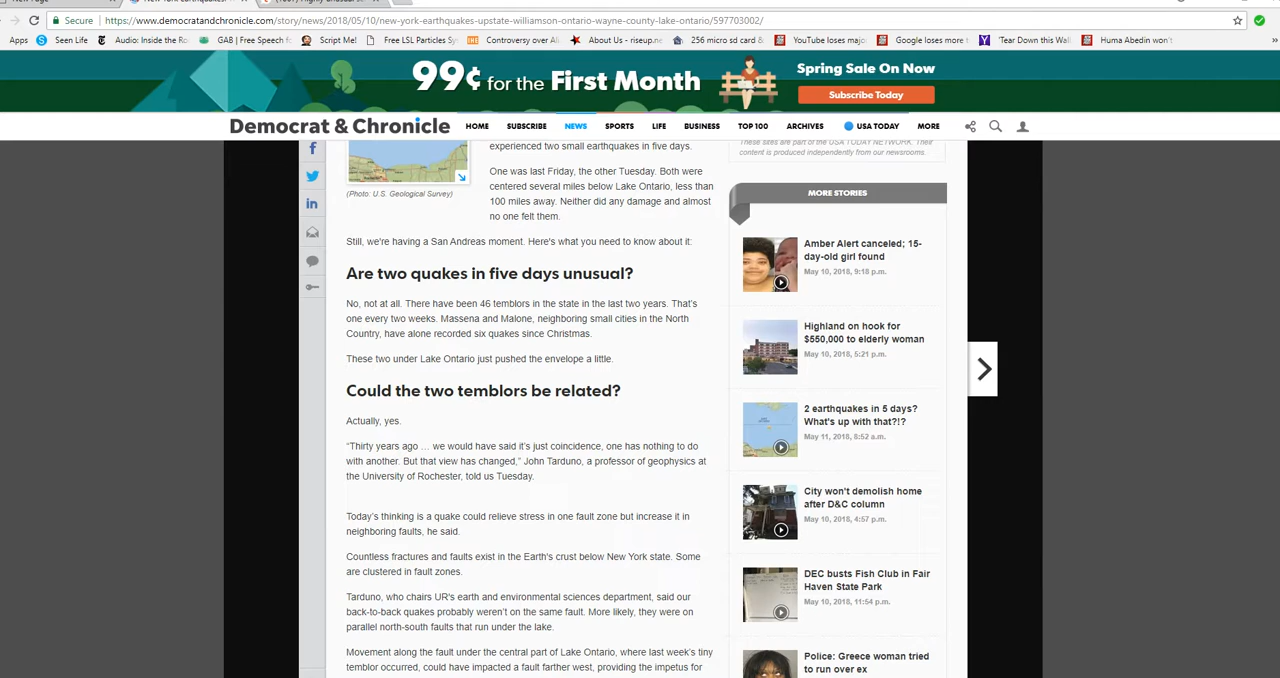 Secure
https://www.democratandchronicle.com/story/news/2018/05/10/new-york-earthquakes-upstate-williamson-ontario-wayne-county-lake-ontario/597703002/
Apps Seen Life Audio: Inside the Ro GAB | Free Speech f Script Me! Free LSL Particles Sy Controversy over Al About Us - riseup.ne 256 micro sd card & YouTube loses majo Google loses more t 'Tear Down this Wal Huma Abedin won't
99¢ for the First Month
Spring Sale On Now
Subscribe Today
Democrat & Chronicle
HOME SUBSCRIBE NEWS SPORTS LIFE BUSINESS TOP 100 ARCHIVES USA TODAY MORE
(Photo: U.S. Geological Survey)
experienced two small earthquakes in five days.
One was last Friday, the other Tuesday. Both were
centered several miles below Lake Ontario, less than
100 miles away. Neither did any damage and almost
no one felt them.
Still, we're having a San Andreas moment. Here's what you need to know about it:
Are two quakes in five days unusual?
No, not at all. There have been 46 temblors in the state in the last two years. That's
one every two weeks. Massena and Malone, neighboring small cities in the North
Country, have alone recorded six quakes since Christmas.
These two under Lake Ontario just pushed the envelope a little.
Could the two temblors be related?
Actually, yes.
"Thirty years ago … we would have said it's just coincidence, one has nothing to do
with another. But that view has changed," John Tarduno, a professor of geophysics at
the University of Rochester, told us Tuesday.
Today's thinking is a quake could relieve stress in one fault zone but increase it in
neighboring faults, he said.
Countless fractures and faults exist in the Earth's crust below New York state. Some
are clustered in fault zones.
Tarduno, who chairs UR's earth and environmental sciences department, said our
back-to-back quakes probably weren't on the same fault. More likely, they were on
parallel north-south faults that run under the lake.
Movement along the fault under the central part of Lake Ontario, where last week's tiny
temblor occurred, could have impacted a fault farther west, providing the impetus for
These sites are part of the USA TODAY NETWORK. Their
content is produced independently from our newsrooms.
MORE STORIES
Amber Alert canceled; 15-
day-old girl found
May 10, 2018, 9:18 p.m.
Highland on hook for
$550,000 to elderly woman
May 10, 2018, 5:21 p.m.
2 earthquakes in 5 days?
What's up with that?!?
May 11, 2018, 8:52 a.m.
City won't demolish home
after D&C column
May 10, 2018, 4:57 p.m.
DEC busts Fish Club in Fair
Haven State Park
May 10, 2018, 11:54 p.m.
Police: Greece woman tried
to run over ex